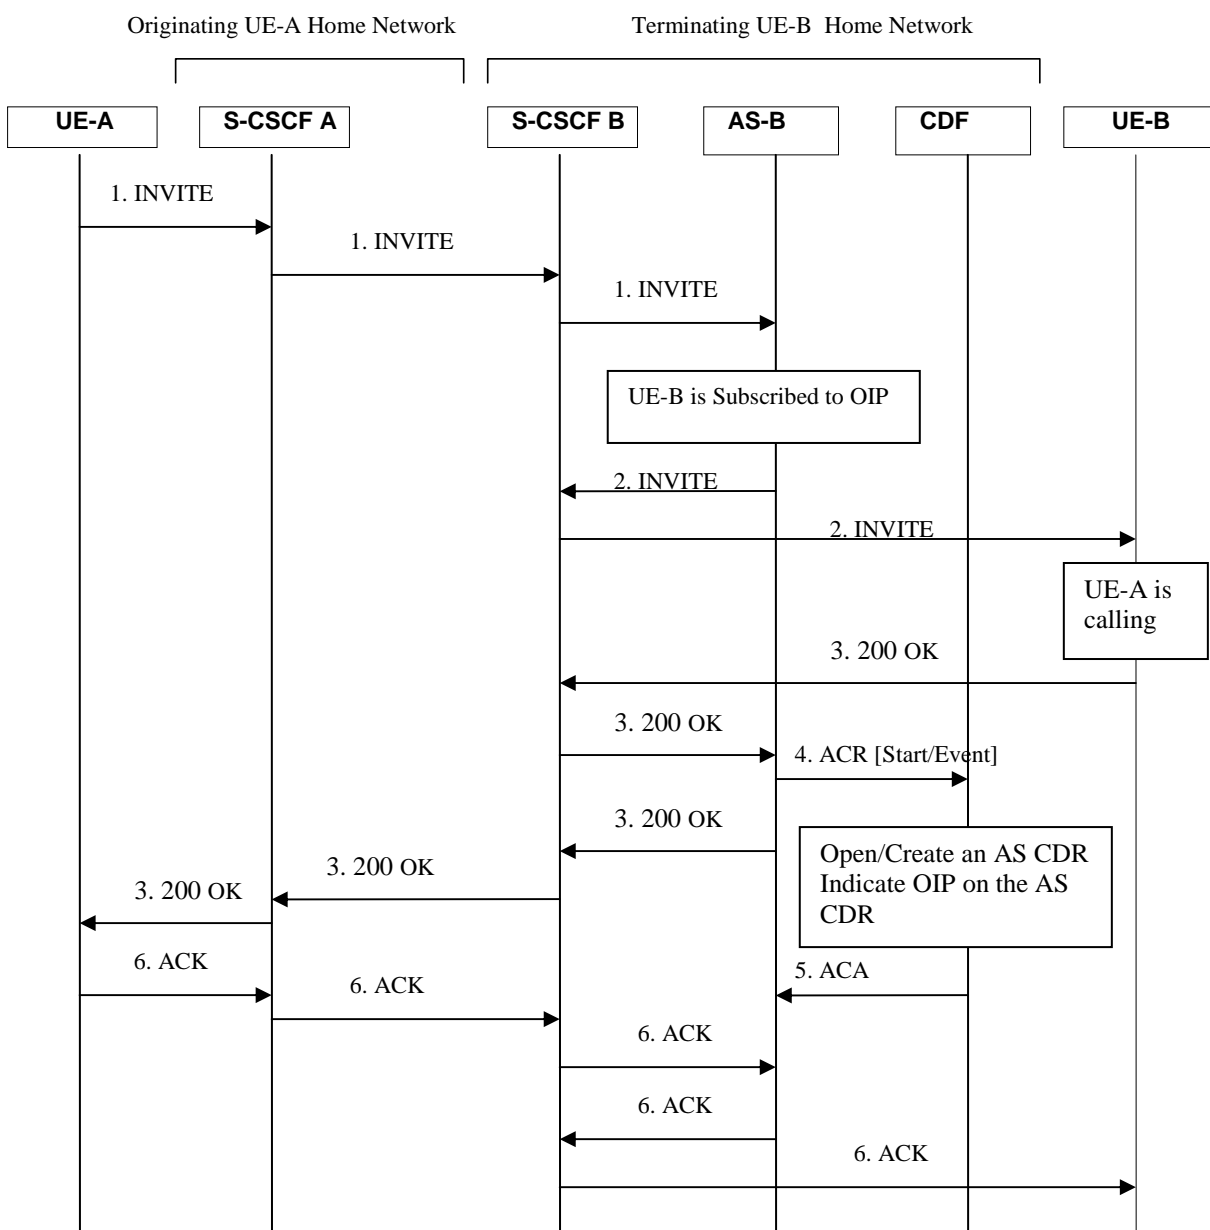 Originating UE-A Home Network
Terminating UE-B Home Network
UE-A
S-CSCF A
S-CSCF B
AS-B
CDF
UE-B
1. INVITE
1. INVITE
1. INVITE
UE-B is Subscribed to OIP
2. INVITE
2. INVITE
UE-A is
calling
3. 200 OK
3. 200 OK
4. ACR [Start/Event]
3. 200 OK
Open/Create an AS CDR
Indicate OIP on the AS
CDR
3. 200 OK
3. 200 OK
6. ACK
5. ACA
6. ACK
6. ACK
6. ACK
6. ACK